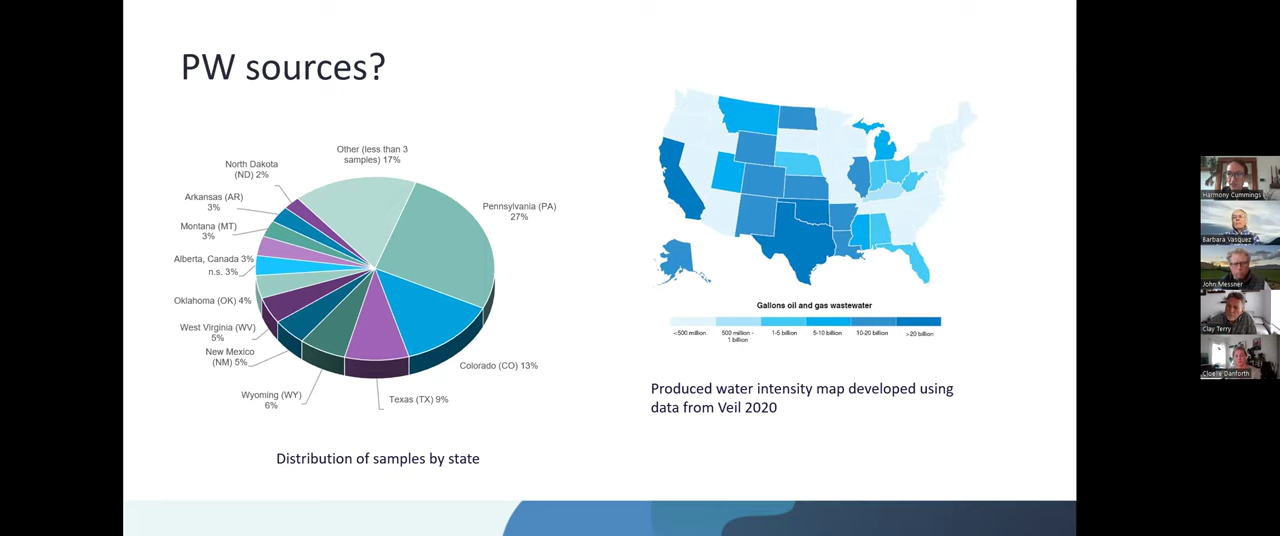 PW sources?
Other (less than 3
samples) 17%
North Dakota
(ND) 2%
Arkansas (AR)
3%
Montana (MT)
3%
Alberta, Canada 3%
n.s. 3%
Oklahoma (OK) 4%
West Virginia (WV)
5%
New Mexico
(NM) 5%
Wyoming (WY)
6%
Texas (TX) 9%
Colorado (CO) 13%
Pennsylvania (PA)
27%
Distribution of samples by state
Gallons oil and gas wastewater
<500 million
500 million -
1 billion
1-5 billion
5-10 billion
10-20 billion
>20 billion
Produced water intensity map developed using
data from Veil 2020
Harmony Cummings
Barbara Vasquez
John Messner
Clay Terry
Cloelle Danforth